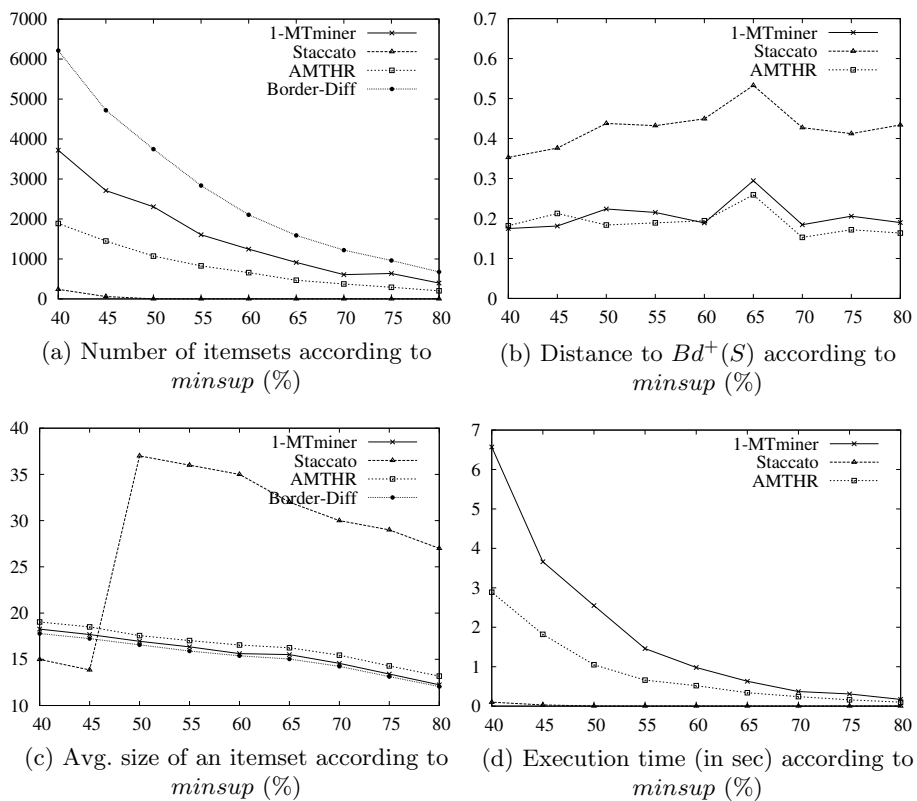 7000
6000
5000
4000
3000
2000
1000
0
1-MTminer
Staccato
AMTHR
Border-Diff
40 45 50 55 60 65 70 75 80
(a) Number of itemsets according to
minsup (%)
0.7
0.6
0.5
0.4
0.3
0.2
0.1
0
1-MTminer
Staccato
AMTHR
40 45 50 55 60 65 70 75 80
(b) Distance to Bd⁺(S) according to
minsup (%)
40
35
30
25
20
15
10
1-MTminer
Staccato
AMTHR
Border-Diff
40 45 50 55 60 65 70 75 80
(c) Avg. size of an itemset according to
minsup (%)
7
6
5
4
3
2
1
0
1-MTminer
Staccato
AMTHR
40 45 50 55 60 65 70 75 80
(d) Execution time (in sec) according to
minsup (%)